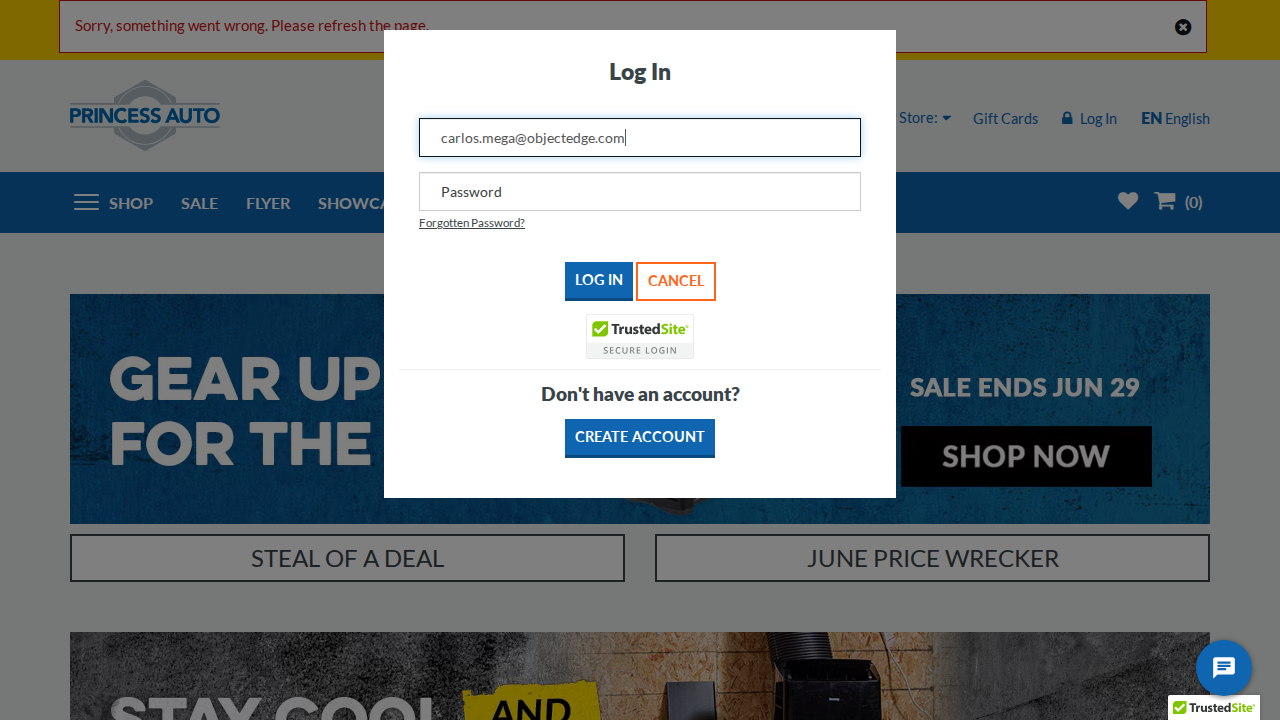 Sorry, something went wrong. Please refresh the page.
Log In
PRINCESS AUTO
Store:
Gift Cards
Log In
EN English
carlos.mega@objectedge.com
Password
Forgotten Password?
SHOP
SALE
FLYER
SHOWCA
(0)
LOG IN
CANCEL
TrustedSite
SECURE LOGIN
Don't have an account?
CREATE ACCOUNT
GEAR UP
FOR THE
SALE ENDS JUN 29
SHOP NOW
STEAL OF A DEAL
JUNE PRICE WRECKER
STAY COOL
AND
TrustedSite